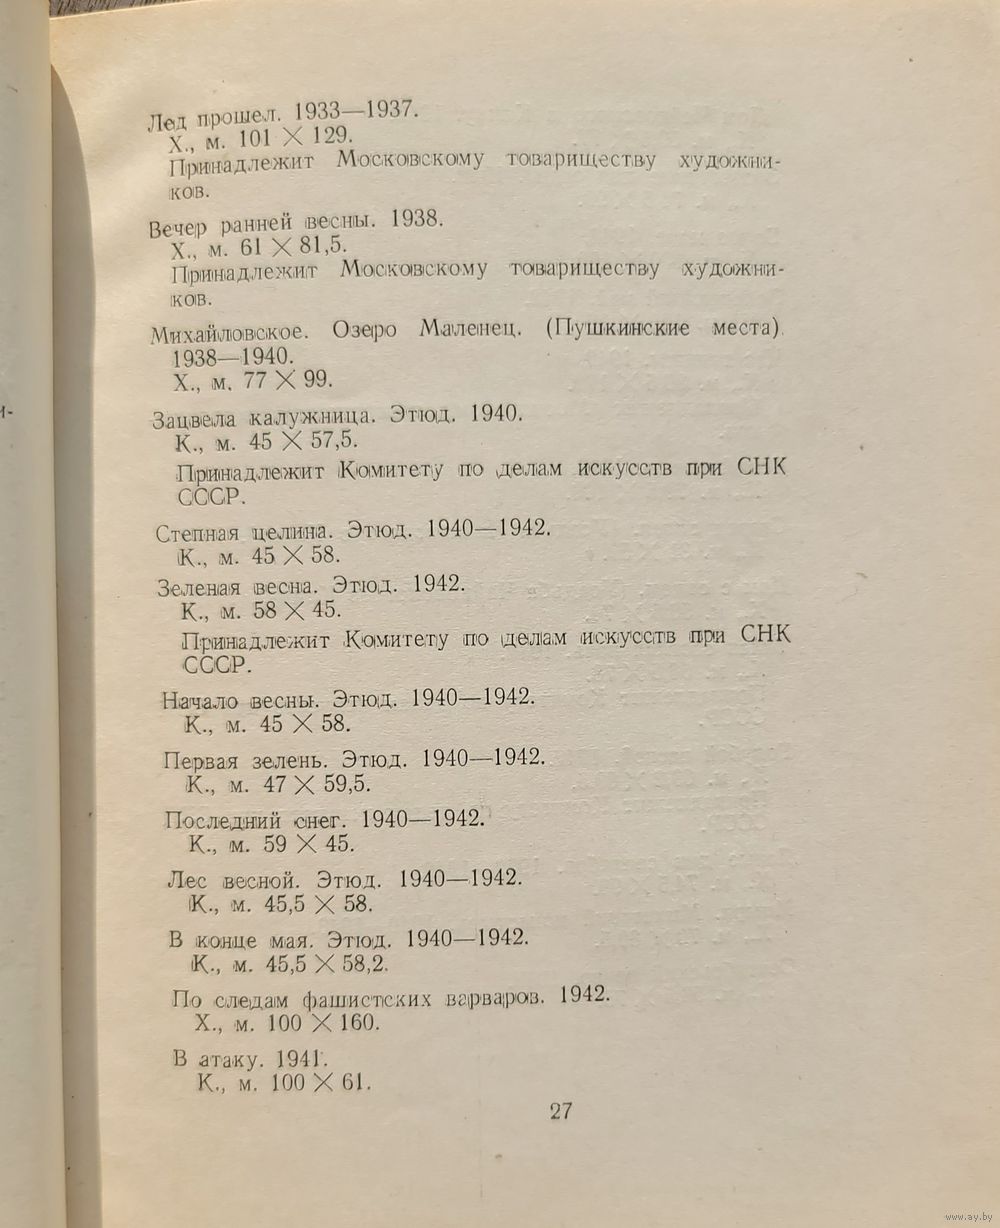 Лед прошел. 1933—1937.
Х., м. 101 × 129.
Принадлежит Московскому товариществу художни-
ков.
Вечер ранней весны. 1938.
Х., м. 61 × 81,5.
Принадлежит Московскому товариществу художни-
ков.
Михайловское. Озеро Маленец. (Пушкинские места)
1938—1940.
Х., м. 77 × 99.
Зацвела калужница. Этюд. 1940.
К., м. 45 × 57,5.
Принадлежит Комитету по делам искусств при СНК
СССР.
Степная целина. Этюд. 1940—1942.
К., м. 45 × 58.
Зеленая весна. Этюд. 1942.
К., м. 58 × 45.
Принадлежит Комитету по делам искусств при СНК
СССР.
Начало весны. Этюд. 1940—1942.
К., м. 45 × 58.
Первая зелень. Этюд. 1940—1942.
К., м. 47 × 59,5.
Последний снег. 1940—1942.
К., м. 59 × 45.
Лес весной. Этюд. 1940—1942.
К., м. 45,5 × 58.
В конце мая. Этюд. 1940—1942.
К., м. 45,5 × 58,2.
По следам фашистских варваров. 1942.
Х., м. 100 × 160.
В атаку. 1941.
К., м. 100 × 61.
27
www.ay.by